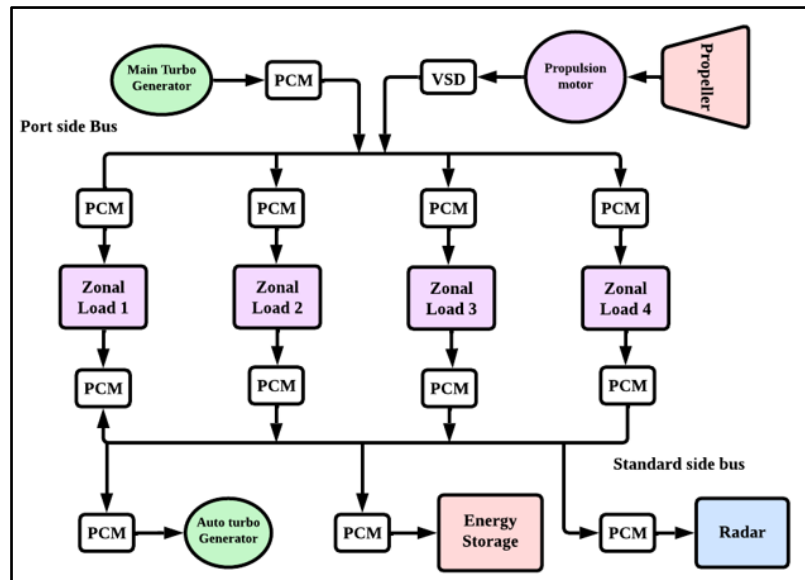 Main Turbo
Generator
PCM
VSD
Propulsion
motor
Propeller
Port side Bus
PCM
PCM
PCM
PCM
Zonal
Load 1
Zonal
Load 2
Zonal
Load 3
Zonal
Load 4
PCM
PCM
PCM
PCM
Standard side bus
PCM
Auto turbo
Generator
PCM
Energy
Storage
PCM
Radar